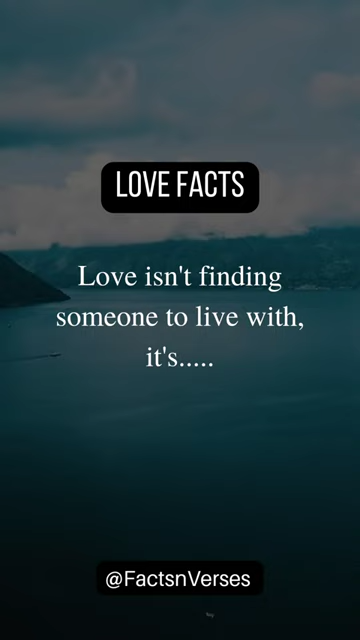 LOVE FACTS
Love isn't finding
someone to live with,
it's.....
@FactsnVerses